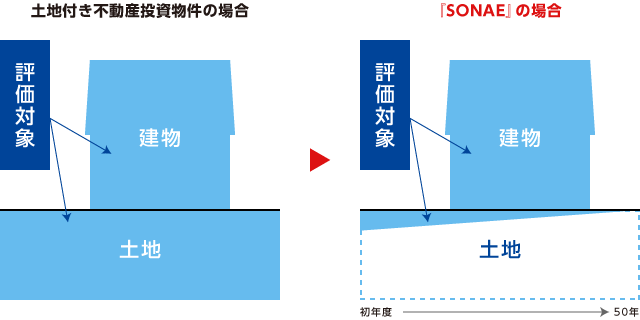 土地付き不動産投資物件の場合
評価対象
建物
土地
『SONAE』の場合
評価対象
建物
土地
初年度
50年